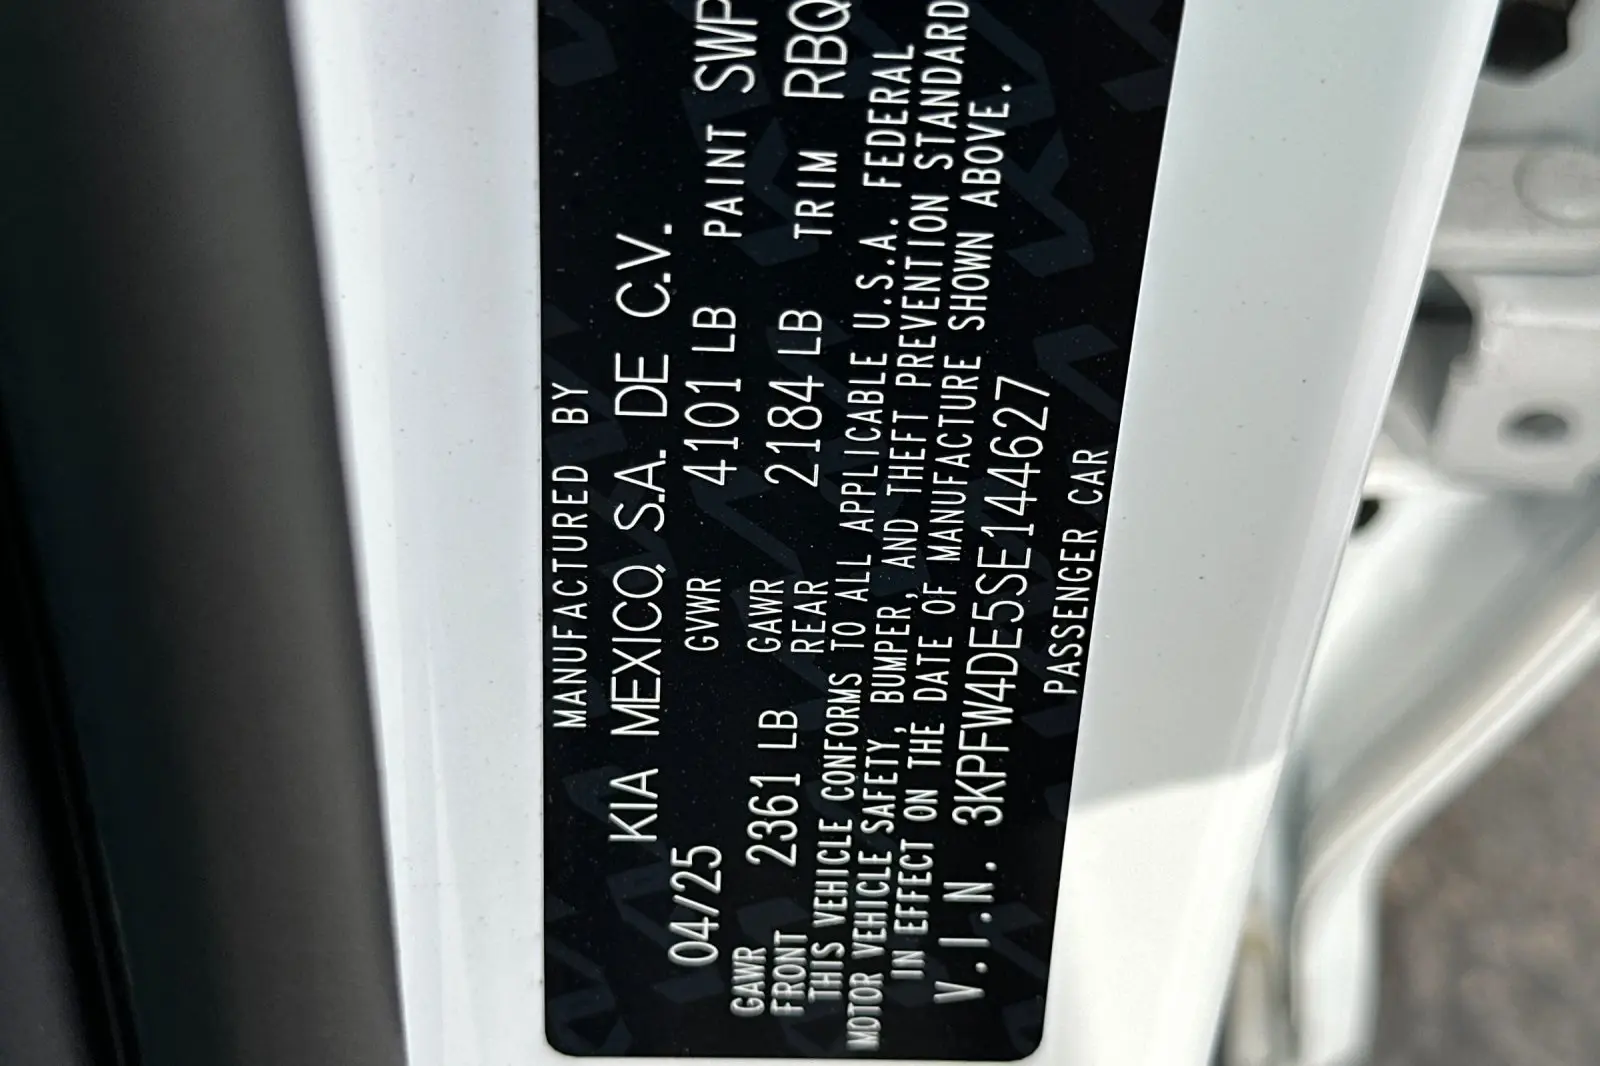 MANUFACTURED BY
KIA MEXICO, S.A. DE C.V.
04/25 GVWR 4101 LB PAINT SWP
GAWR FRONT 2361 LB GAWR REAR 2184 LB TRIM RBQ
THIS VEHICLE CONFORMS TO ALL APPLICABLE U.S.A. FEDERAL
MOTOR VEHICLE SAFETY, BUMPER, AND THEFT PREVENTION STANDARD
IN EFFECT ON THE DATE OF MANUFACTURE SHOWN ABOVE.
V.I.N. 3KPFW4DE5SE144627
PASSENGER CAR